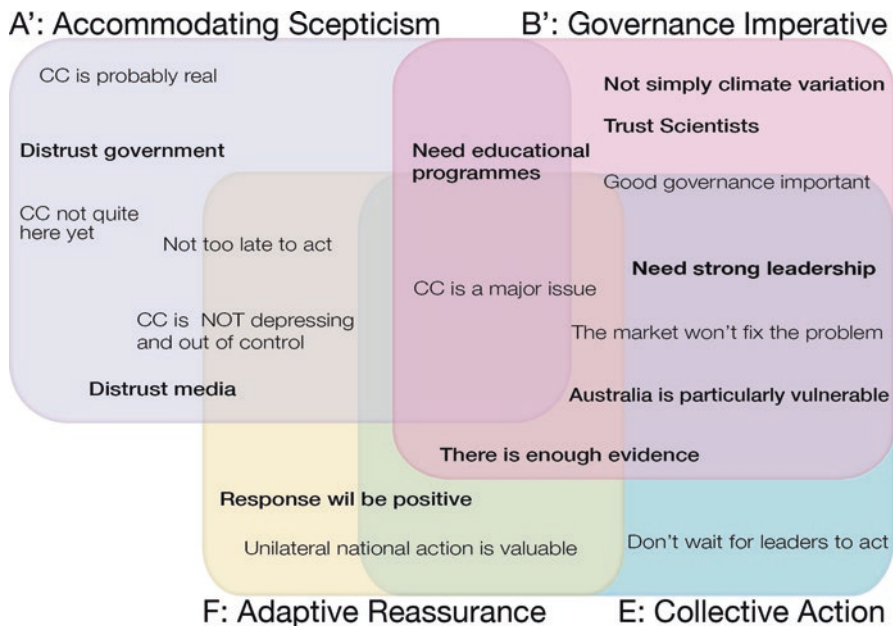 A’: Accommodating Scepticism
B’: Governance Imperative
CC is probably real
Not simply climate variation
Trust Scientists
Distrust government
Need educational
programmes
Good governance important
CC not quite
here yet
Not too late to act
Need strong leadership
CC is a major issue
CC is NOT depressing
and out of control
The market won’t fix the problem
Distrust media
Australia is particularly vulnerable
There is enough evidence
Response wil be positive
Unilateral national action is valuable
Don’t wait for leaders to act
F: Adaptive Reassurance
E: Collective Action